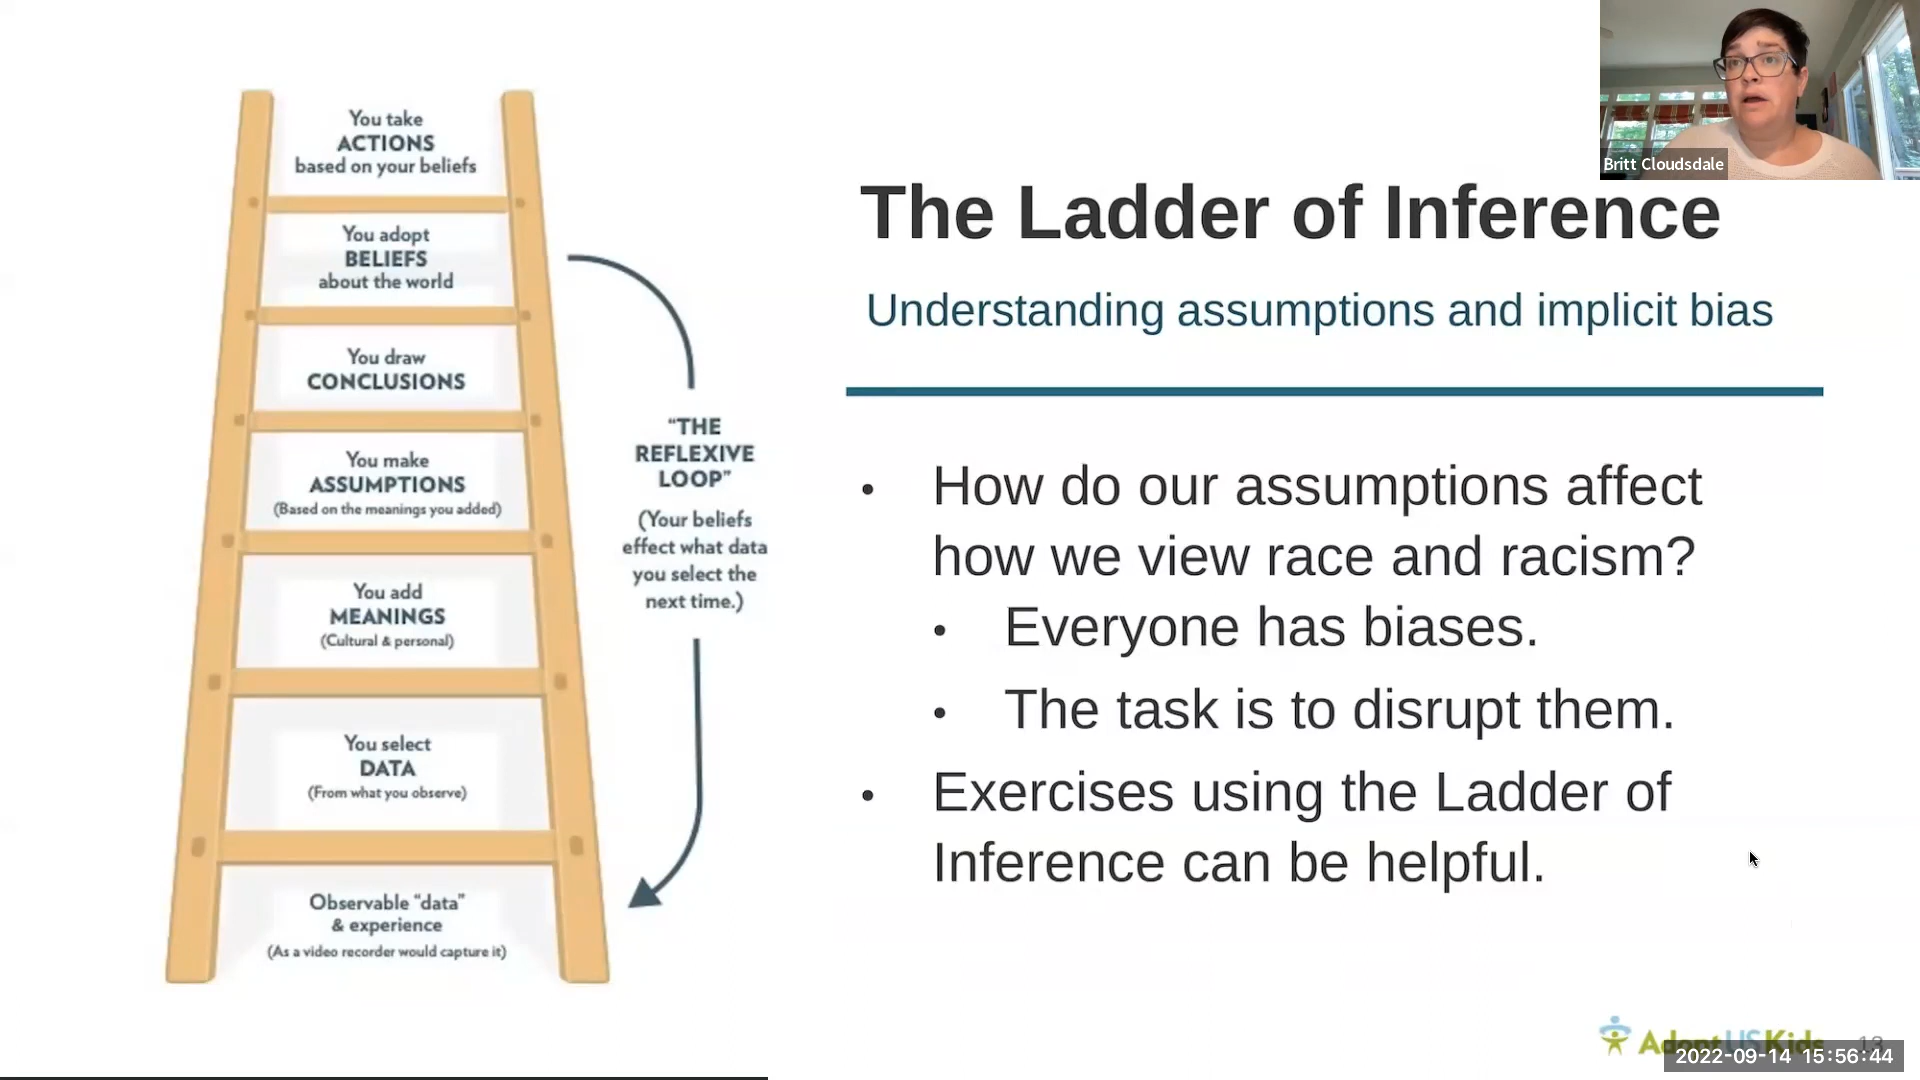 You take
ACTIONS
based on your beliefs
You adopt
BELIEFS
about the world
You draw
CONCLUSIONS
You make
ASSUMPTIONS
(Based on the meanings you added)
You add
MEANINGS
(Cultural & personal)
You select
DATA
(From what you observe)
Observable “data”
& experience
(As a video recorder would capture it)
“THE
REFLEXIVE
LOOP”
(Your beliefs
effect what data
you select the
next time.)
Britt Cloudsdale
The Ladder of Inference
Understanding assumptions and implicit bias
• How do our assumptions affect
how we view race and racism?
• Everyone has biases.
• The task is to disrupt them.
• Exercises using the Ladder of
Inference can be helpful.
AdoptUSKids
2022-09-14 15:56:44